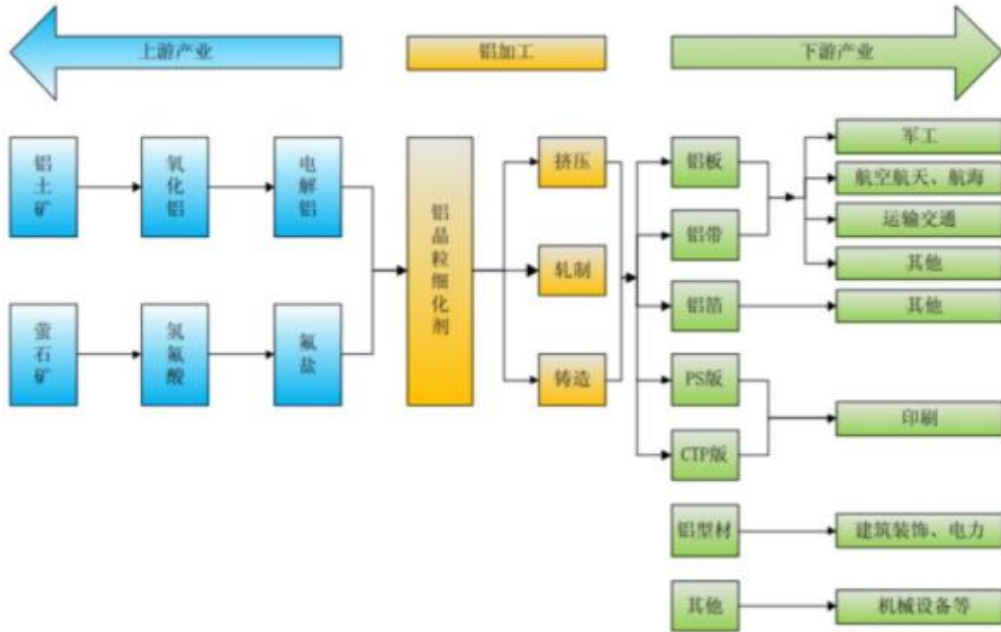 上游产业
铝加工
下游产业
铝土矿
氧化铝
电解铝
萤石矿
氢氟酸
氟盐
铝晶粒细化剂
挤压
轧制
铸造
铝板
铝带
铝箔
PS版
CTP版
铝型材
其他
军工
航空航天、航海
运输交通
其他
其他
印刷
建筑装饰、电力
机械设备等